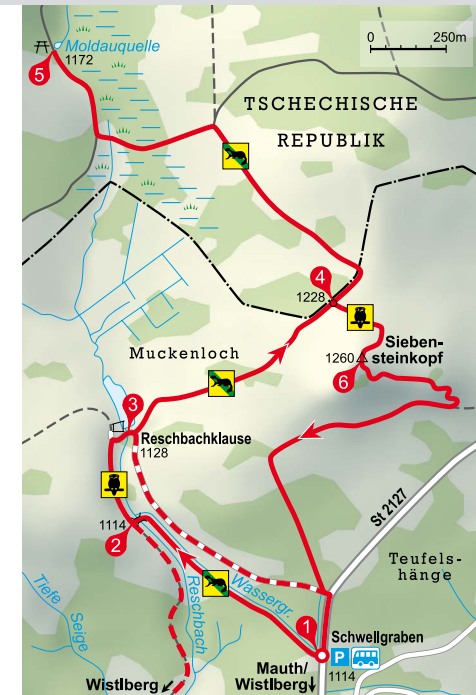 0 250m
Moldauquelle
1172
5
TSCHECHISCHE
REPUBLIK
4
1228
Sieben-
steinkopf
1260
6
Muckenloch
3
Reschbachklause
1128
St 2127
1114
2
Teufels-
hänge
Tiefe
Seige
Reschbach
Wassergr.
1
Schwellgraben
P
1114
Mauth/
Wistlberg
Wistlberg